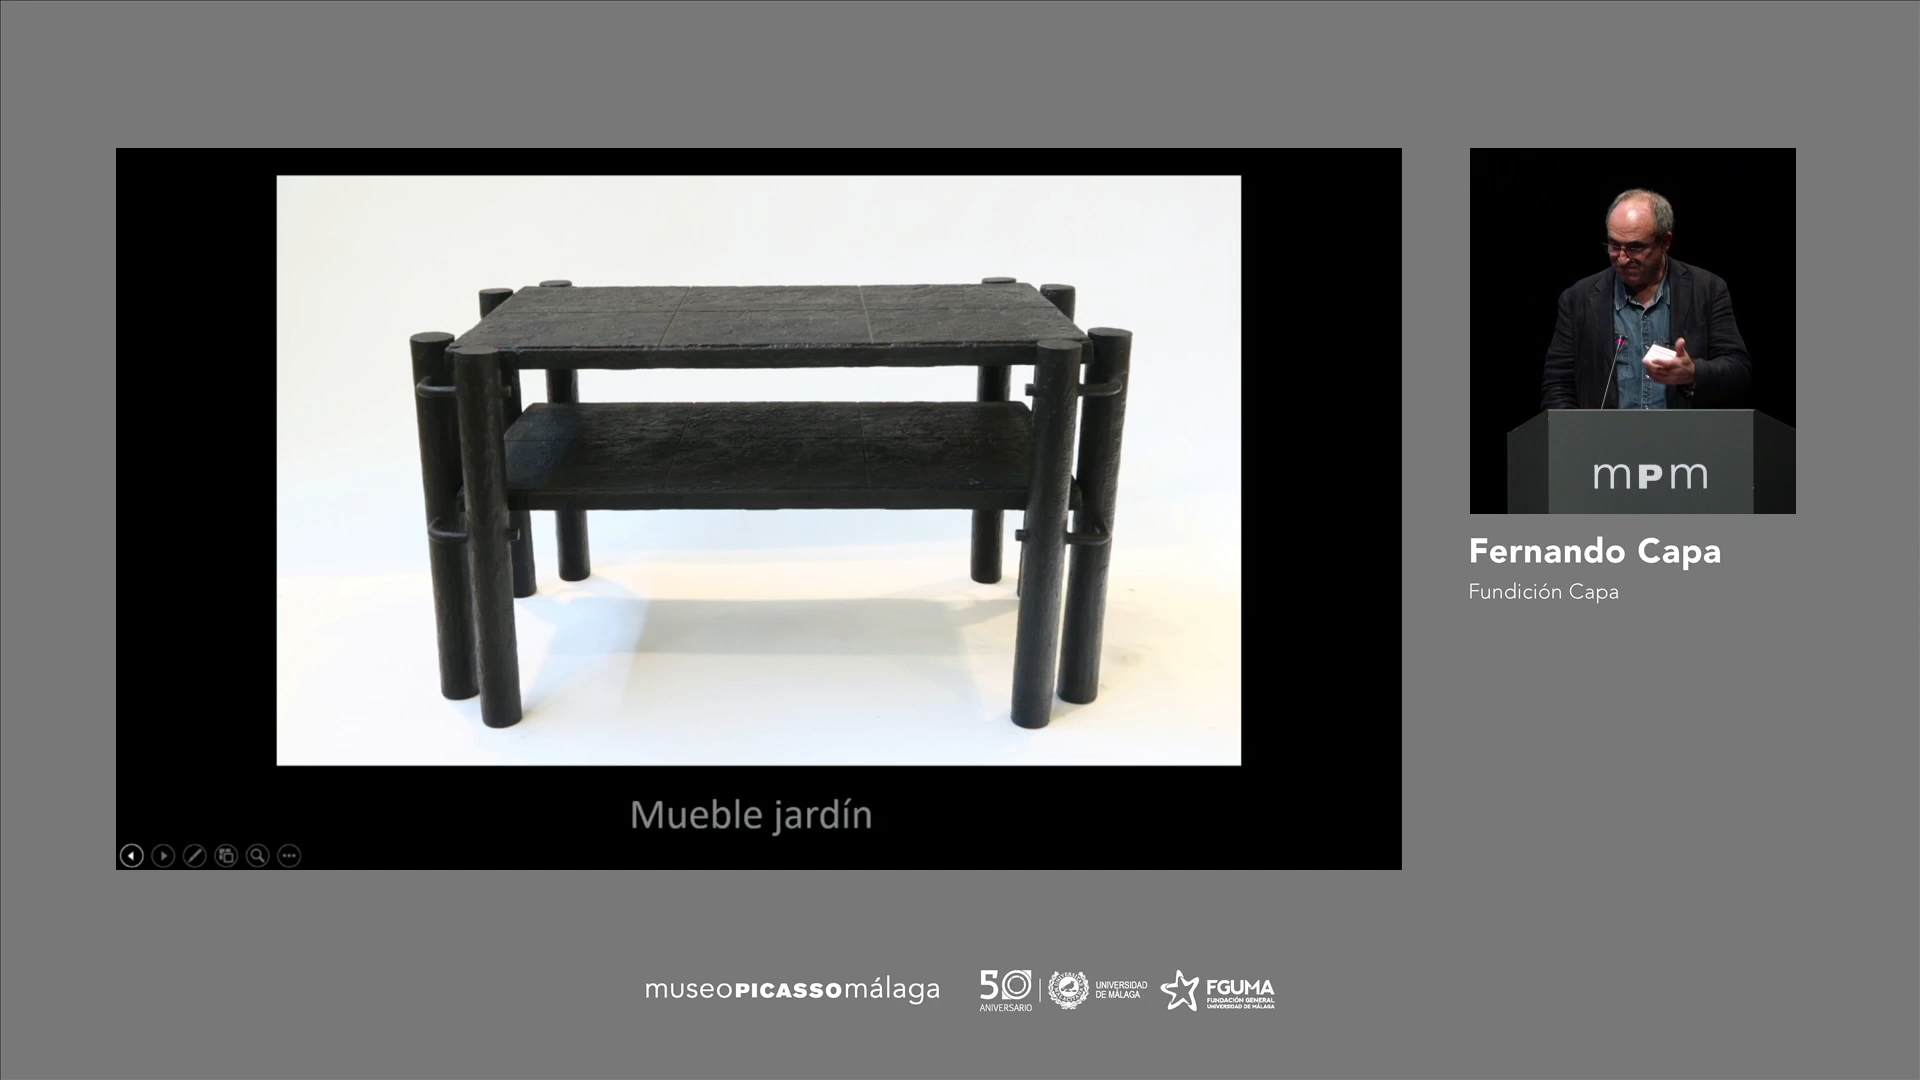 Mueble jardín
mPm
Fernando Capa
Fundición Capa
museoPICASSOmálaga
50
ANIVERSARIO
UNIVERSIDAD
DE MÁLAGA
FGUMA
FUNDACIÓN GENERAL
UNIVERSIDAD DE MÁLAGA